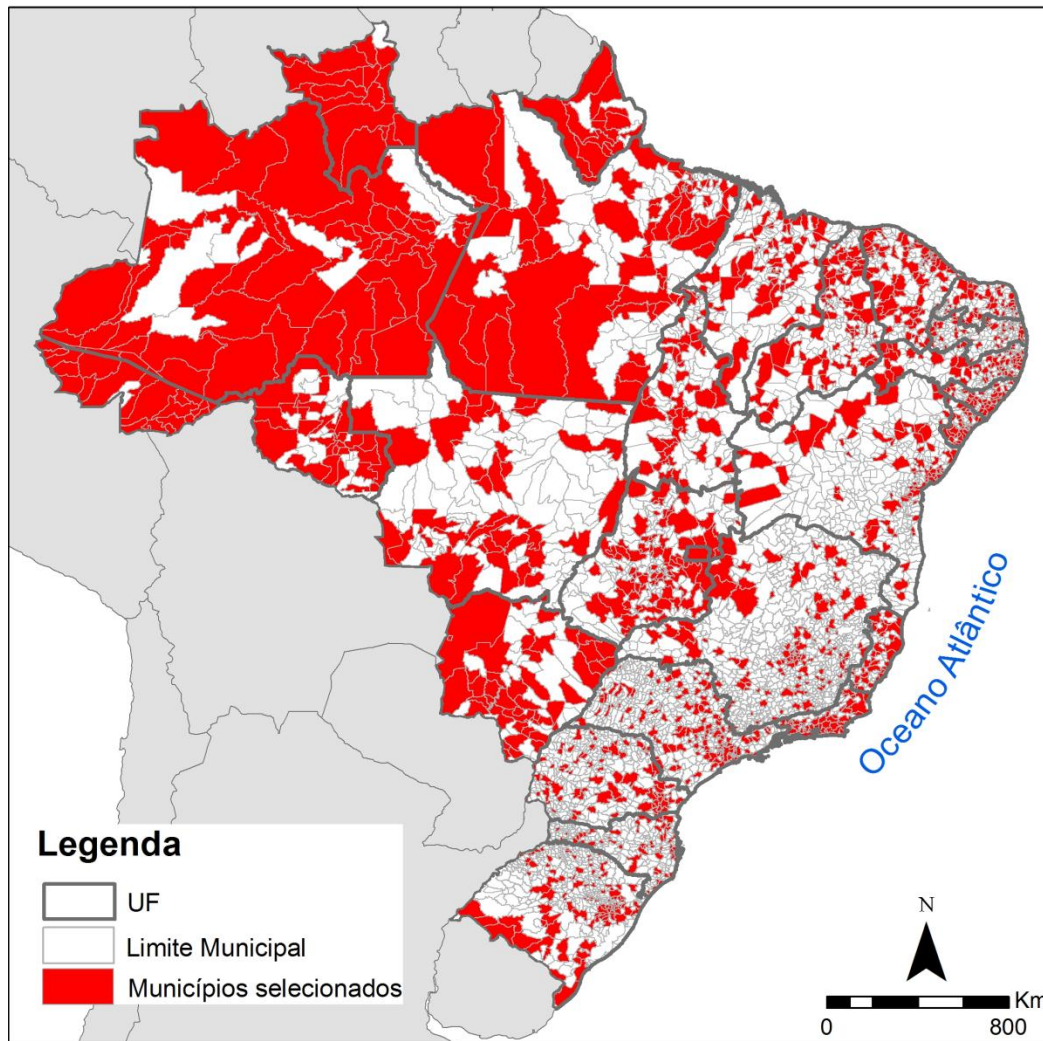 Oceano Atlântico
Legenda
UF
Limite Municipal
Municípios selecionados
N
Km
0 800